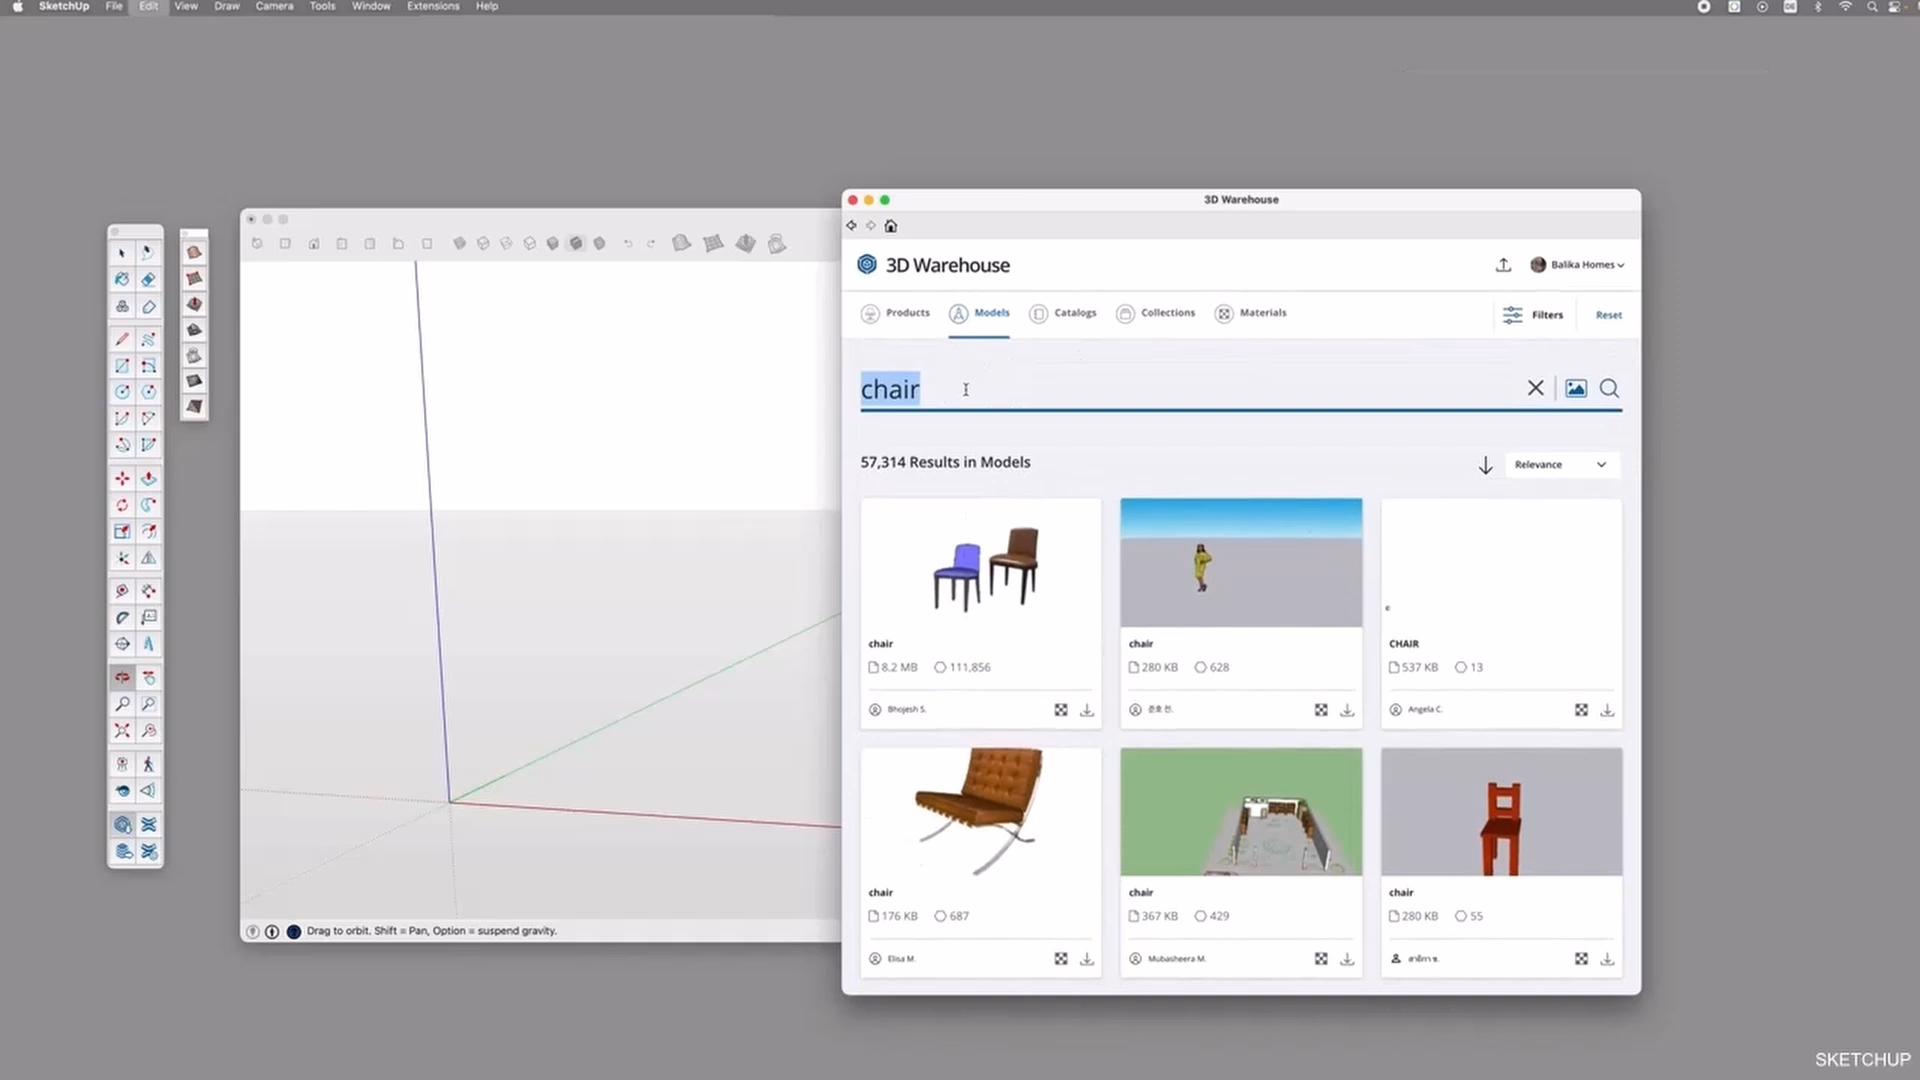 SketchUp File Edit View Draw Camera Tools Window Extensions Help
3D Warehouse
3D Warehouse
Balika Homes
Products Models Catalogs Collections Materials Filters Reset
chair
57,314 Results in Models
Relevance
chair
8.2 MB 111,856
Bhojesh S.
chair
280 KB 628
준호 전.
CHAIR
537 KB 13
Angela C.
chair
176 KB 687
Elisa M.
chair
367 KB 429
Mubasheera M.
chair
280 KB 55
Drag to orbit. Shift = Pan, Option = suspend gravity.
SKETCHUP